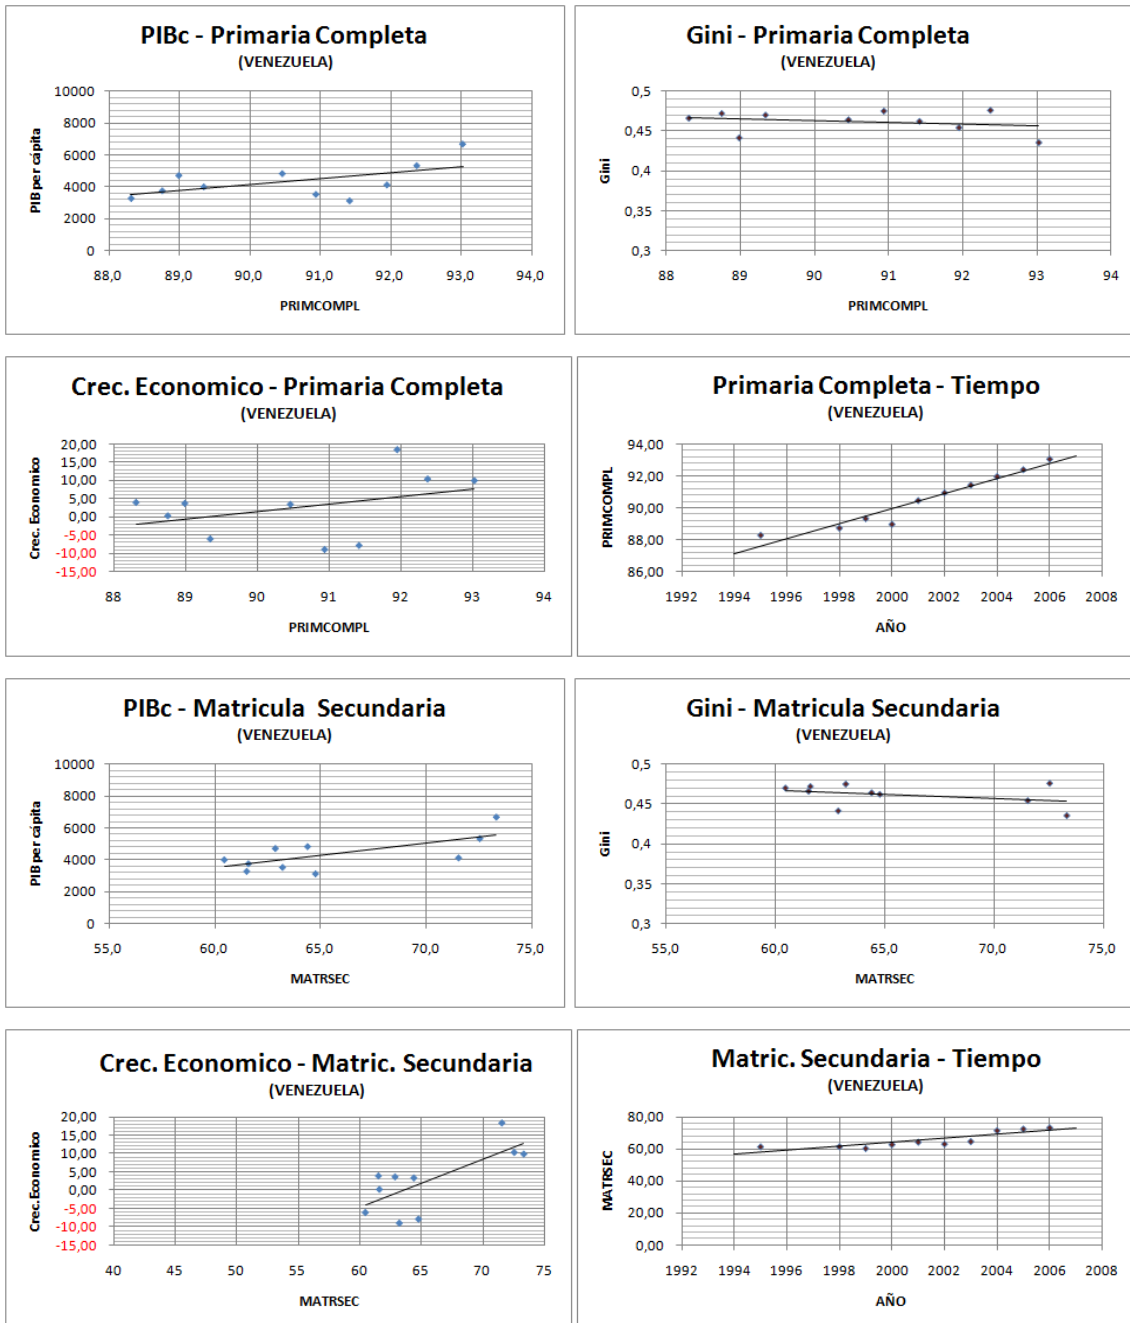 PIBc - Primaria Completa
(VENEZUELA)
PIB per cápita
10000
8000
6000
4000
2000
0
88,0 89,0 90,0 91,0 92,0 93,0 94,0
PRIMCOMPL
Gini - Primaria Completa
(VENEZUELA)
Gini
0,5
0,45
0,4
0,35
0,3
88 89 90 91 92 93 94
PRIMCOMPL
Crec. Economico - Primaria Completa
(VENEZUELA)
Crec. Economico
20,00
15,00
10,00
5,00
0,00
-5,00
-10,00
-15,00
88 89 90 91 92 93 94
PRIMCOMPL
Primaria Completa - Tiempo
(VENEZUELA)
PRIMCOMPL
94,00
92,00
90,00
88,00
86,00
1992 1994 1996 1998 2000 2002 2004 2006 2008
AÑO
PIBc - Matricula Secundaria
(VENEZUELA)
PIB per cápita
10000
8000
6000
4000
2000
0
55,0 60,0 65,0 70,0 75,0
MATRSEC
Gini - Matricula Secundaria
(VENEZUELA)
Gini
0,5
0,45
0,4
0,35
0,3
55,0 60,0 65,0 70,0 75,0
MATRSEC
Crec. Economico - Matric. Secundaria
(VENEZUELA)
Crec.Economico
20,00
15,00
10,00
5,00
0,00
-5,00
-10,00
-15,00
40 45 50 55 60 65 70 75
MATRSEC
Matric. Secundaria - Tiempo
(VENEZUELA)
MATRSEC
80,00
60,00
40,00
20,00
0,00
1992 1994 1996 1998 2000 2002 2004 2006 2008
AÑO